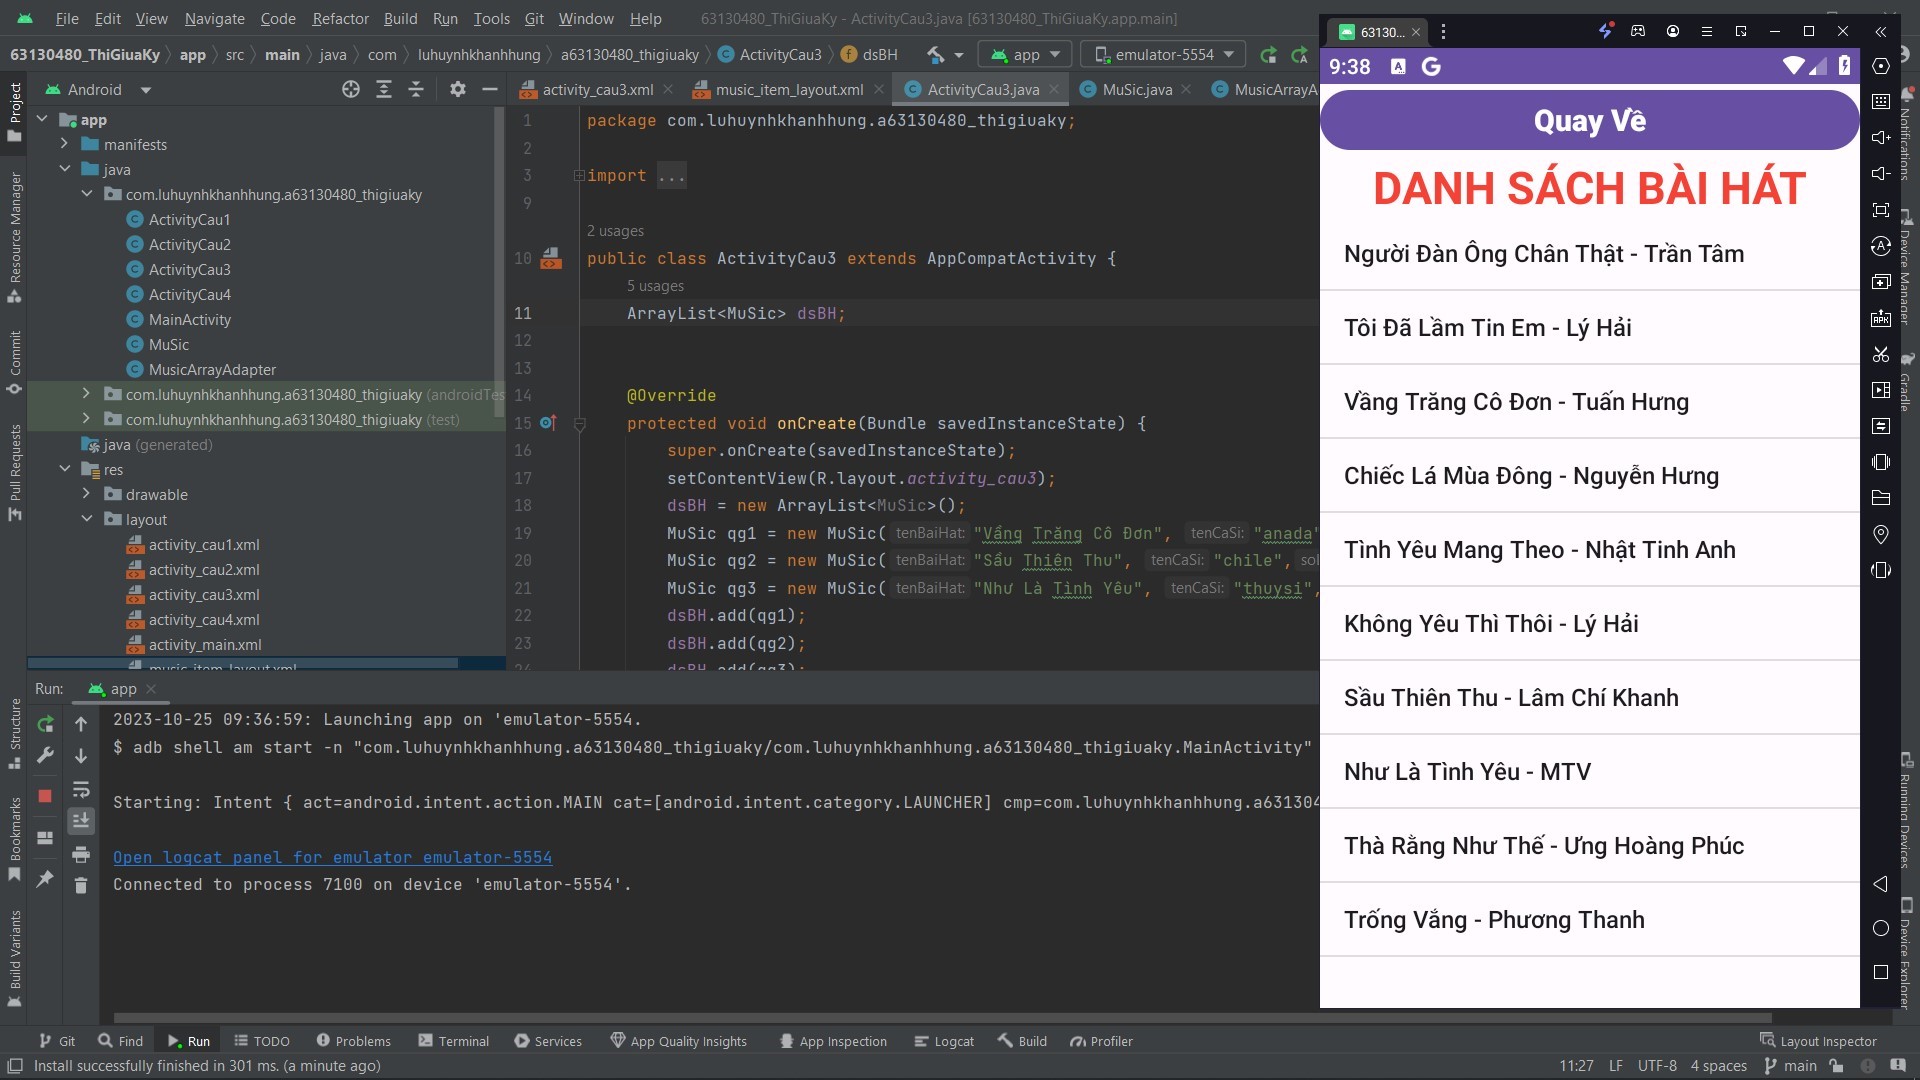 File Edit View Navigate Code Refactor Build Run Tools Git Window Help 63130480_ThiGiuaKy - ActivityCau3.java [63130480_ThiGiuaKy.app.main]
63130480_ThiGiuaKy app src main java com luhuynhkhanhhung a63130480_thigiuaky ActivityCau3 dsBH app emulator-5554
Android
activity_cau3.xml music_item_layout.xml ActivityCau3.java MuSic.java MusicArrayA
Project
Resource Manager
Commit
Pull Requests
Structure
Bookmarks
Build Variants
app
manifests
java
com.luhuynhkhanhhung.a63130480_thigiuaky
ActivityCau1
ActivityCau2
ActivityCau3
ActivityCau4
MainActivity
MuSic
MusicArrayAdapter
com.luhuynhkhanhhung.a63130480_thigiuaky (androidTes
com.luhuynhkhanhhung.a63130480_thigiuaky (test)
java (generated)
res
drawable
layout
activity_cau1.xml
activity_cau2.xml
activity_cau3.xml
activity_cau4.xml
activity_main.xml
music_item_layout.xml
1 package com.luhuynhkhanhhung.a63130480_thigiuaky;
2
3 import ...
9
2 usages
10 public class ActivityCau3 extends AppCompatActivity {
5 usages
11 ArrayList<MuSic> dsBH;
12
13
14 @Override
15 protected void onCreate(Bundle savedInstanceState) {
16 super.onCreate(savedInstanceState);
17 setContentView(R.layout.activity_cau3);
18 dsBH = new ArrayList<MuSic>();
19 MuSic qg1 = new MuSic( tenBaiHat: "Vầng Trăng Cô Đơn", tenCaSi: "anada"
20 MuSic qg2 = new MuSic( tenBaiHat: "Sầu Thiên Thu", tenCaSi: "chile", so
21 MuSic qg3 = new MuSic( tenBaiHat: "Như Là Tình Yêu", tenCaSi: "thuysi",
22 dsBH.add(qg1);
23 dsBH.add(qg2);
24 dsBH.add(qg3);
Run: app
2023-10-25 09:36:59: Launching app on 'emulator-5554.
$ adb shell am start -n "com.luhuynhkhanhhung.a63130480_thigiuaky/com.luhuynhkhanhhung.a63130480_thigiuaky.MainActivity"
Starting: Intent { act=android.intent.action.MAIN cat=[android.intent.category.LAUNCHER] cmp=com.luhuynhkhanhhung.a631304
Open logcat panel for emulator emulator-5554
Connected to process 7100 on device 'emulator-5554'.
63130...
9:38
Quay Về
DANH SÁCH BÀI HÁT
Người Đàn Ông Chân Thật - Trần Tâm
Tôi Đã Lầm Tin Em - Lý Hải
Vầng Trăng Cô Đơn - Tuấn Hưng
Chiếc Lá Mùa Đông - Nguyễn Hưng
Tình Yêu Mang Theo - Nhật Tinh Anh
Không Yêu Thì Thôi - Lý Hải
Sầu Thiên Thu - Lâm Chí Khanh
Như Là Tình Yêu - MTV
Thà Rằng Như Thế - Ưng Hoàng Phúc
Trống Vắng - Phương Thanh
APK
Notifications
Device Manager
Gradle
Running Devices
Device Explorer
Git Find Run TODO Problems Terminal Services App Quality Insights App Inspection Logcat Build Profiler Layout Inspector
Install successfully finished in 301 ms. (a minute ago) 11:27 LF UTF-8 4 spaces main